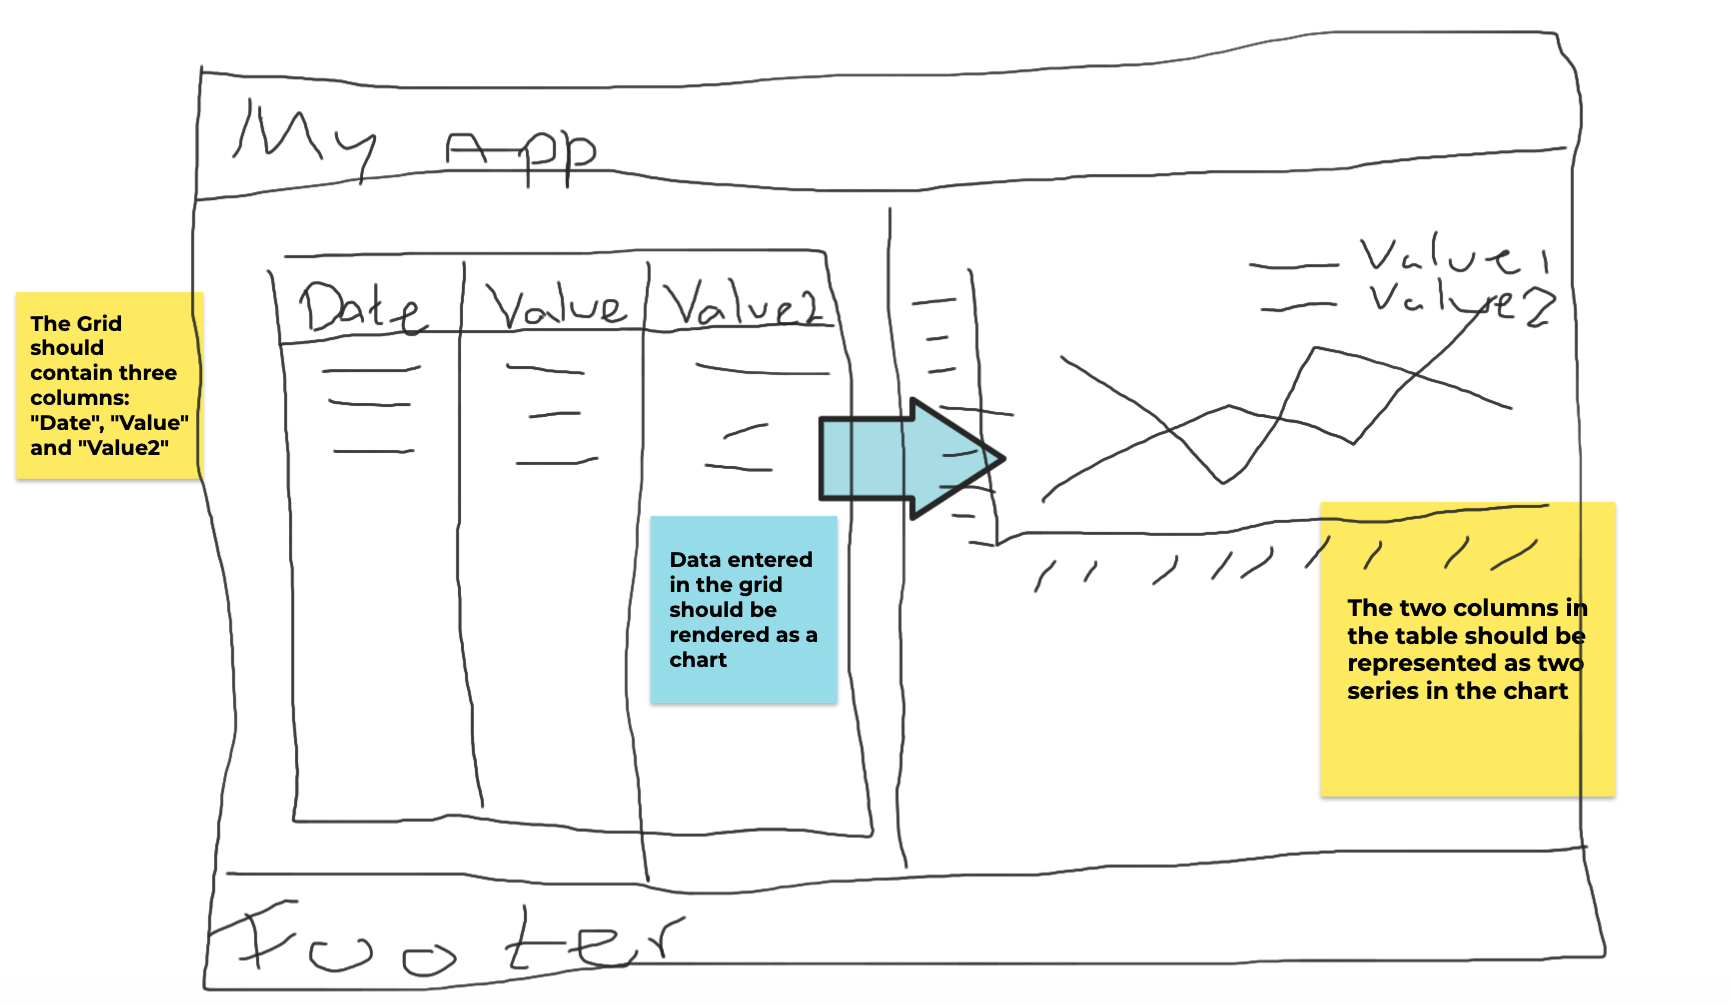 My App
The Grid
should
contain three
columns:
"Date", "Value"
and "Value2"
Date Value Value2
Data entered
in the grid
should be
rendered as a
chart
Value1
Value2
The two columns in
the table should be
represented as two
series in the chart
Footer